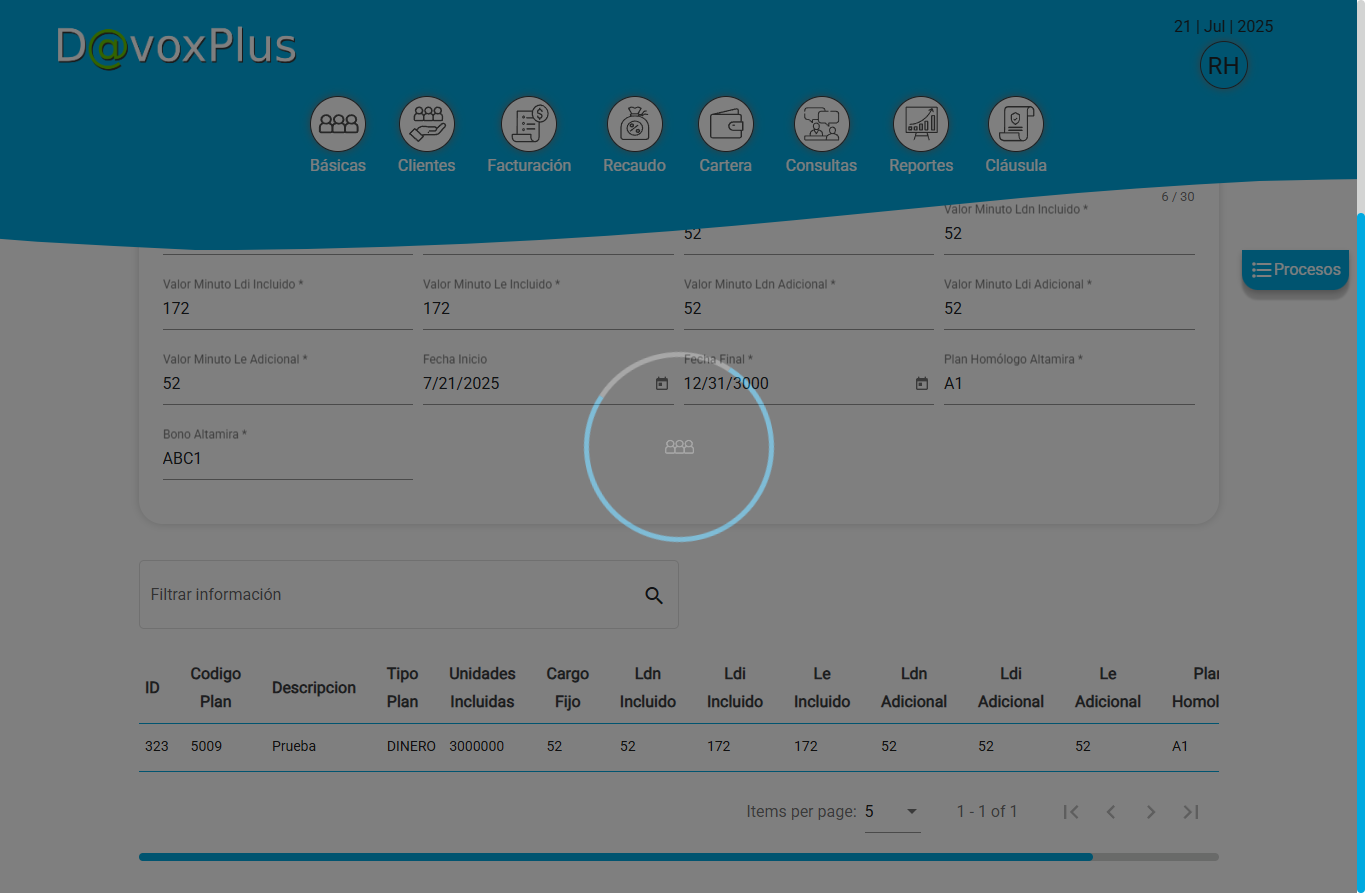 D@voxPlus
21 | Jul | 2025
RH
Básicas
Clientes
Facturación
Recaudo
Cartera
Consultas
Reportes
Cláusula
6 / 30
Valor Minuto Ldn Incluido *
52
52
Procesos
Valor Minuto Ldi Incluido *
Valor Minuto Le Incluido *
Valor Minuto Ldn Adicional *
Valor Minuto Ldi Adicional *
172
172
52
52
Valor Minuto Le Adicional *
Fecha Inicio
Fecha Final *
Plan Homólogo Altamira *
52
7/21/2025
12/31/3000
A1
Bono Altamira *
ABC1
Filtrar información
ID
Codigo Plan
Descripcion
Tipo Plan
Unidades Incluidas
Cargo Fijo
Ldn Incluido
Ldi Incluido
Le Incluido
Ldn Adicional
Ldi Adicional
Le Adicional
Plan Homol
323 5009 Prueba DINERO 3000000 52 52 172 172 52 52 52 A1
Items per page: 5
1 - 1 of 1